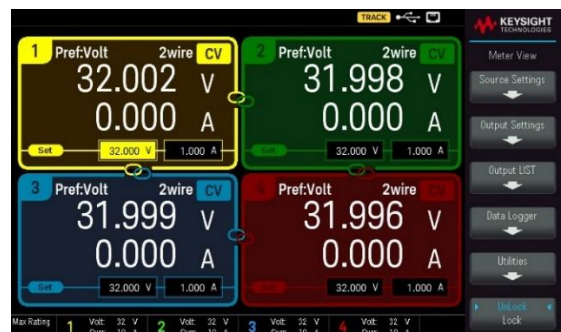 TRACK
KEYSIGHT
TECHNOLOGIES
Meter View
Source Settings
Output Settings
Output LIST
Data Logger
Utilities
UnLock
Lock
1 Pref:Volt 2wire CV
32.002 V
0.000 A
Set 32.000 V 1.000 A
2 Pref:Volt 2wire CV
31.998 V
0.000 A
Set 32.000 V 1.000 A
3 Pref:Volt 2wire CV
31.999 V
0.000 A
Set 32.000 V 1.000 A
4 Pref:Volt 2wire CV
31.996 V
0.000 A
Set 32.000 V 1.000 A
Max Rating 1 Volt: 32 V 2 Volt: 32 V 3 Volt: 32 V 4 Volt: 32 V